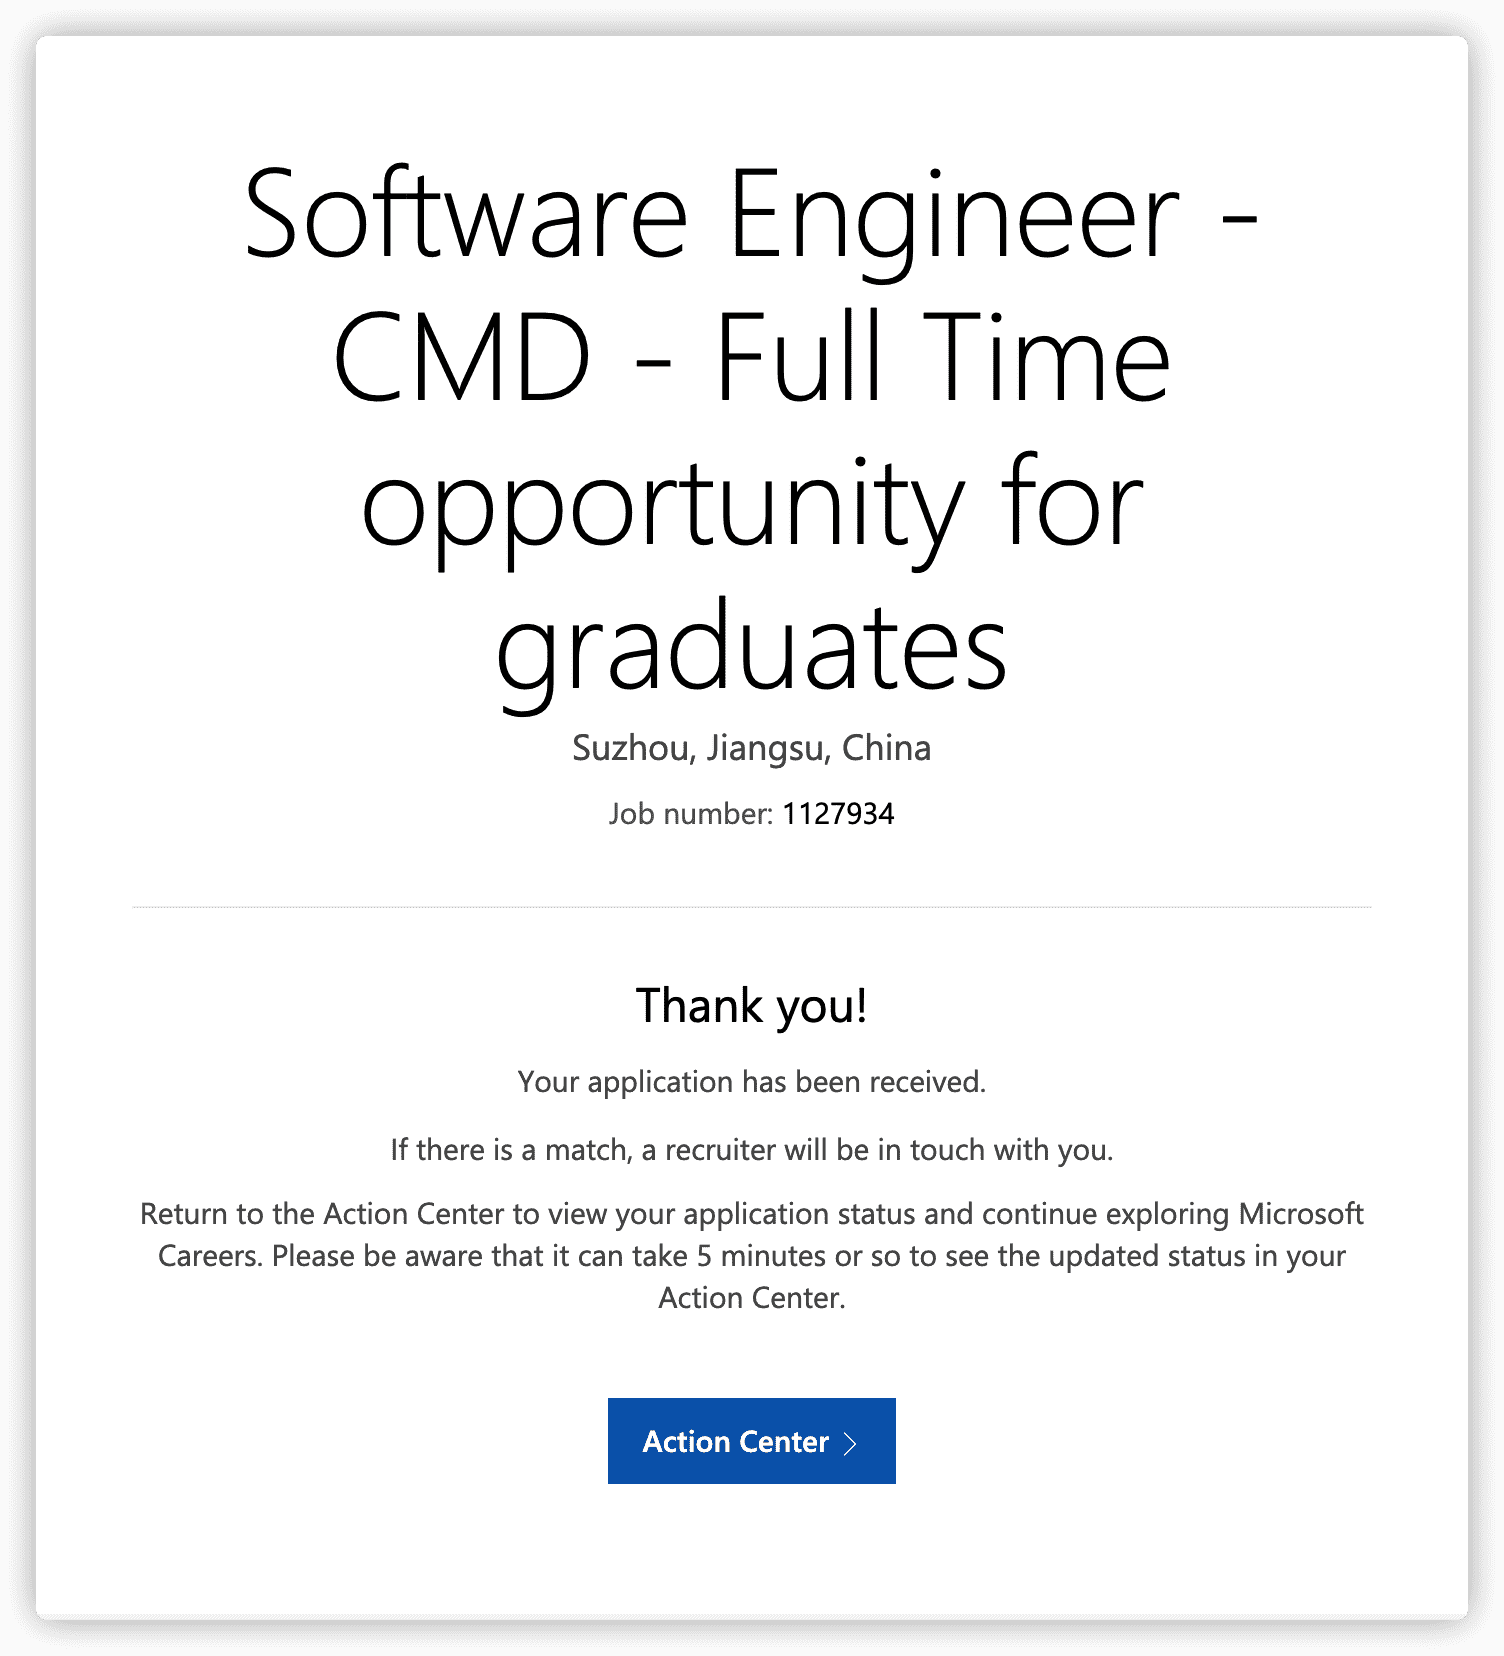 Software Engineer -
CMD - Full Time
opportunity for
graduates
Suzhou, Jiangsu, China
Job number: 1127934
Thank you!
Your application has been received.
If there is a match, a recruiter will be in touch with you.
Return to the Action Center to view your application status and continue exploring Microsoft
Careers. Please be aware that it can take 5 minutes or so to see the updated status in your
Action Center.
Action Center